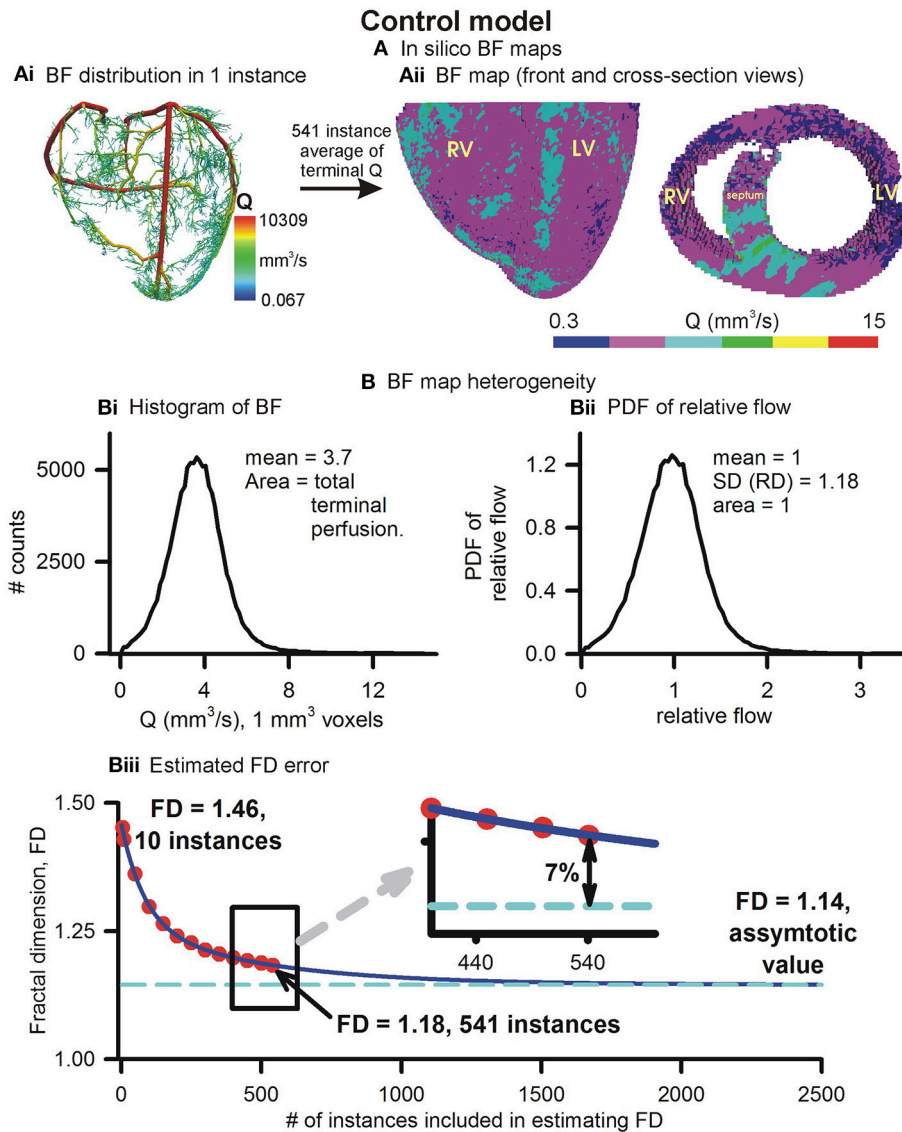 Control model
A In silico BF maps
Ai BF distribution in 1 instance
Aii BF map (front and cross-section views)
541 instance
average of
terminal Q
Q
10309
mm³/s
0.067
RV
LV
RV
septum
LV
0.3
Q (mm³/s)
15
B BF map heterogeneity
Bi Histogram of BF
Bii PDF of relative flow
# counts
5000
2500
0
mean = 3.7
Area = total
terminal
perfusion.
0 4 8 12
Q (mm³/s), 1 mm³ voxels
PDF of
relative flow
1.2
0.8
0.4
0.0
mean = 1
SD (RD) = 1.18
area = 1
0 1 2 3
relative flow
Biii Estimated FD error
Fractal dimension, FD
1.50
1.25
1.00
FD = 1.46,
10 instances
7%
440 540
FD = 1.14,
assymtotic
value
FD = 1.18, 541 instances
0 500 1000 1500 2000 2500
# of instances included in estimating FD